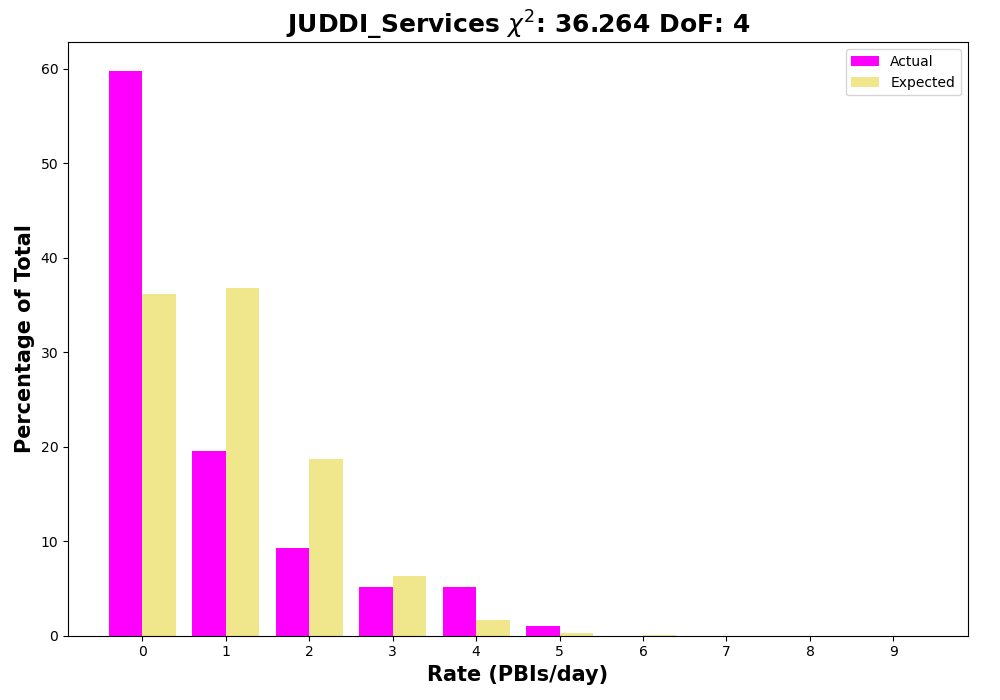 JUDDI_Services χ²: 36.264 DoF: 4
Actual
Expected
60
50
40
30
20
10
0
Percentage of Total
0 1 2 3 4 5 6 7 8 9
Rate (PBIs/day)